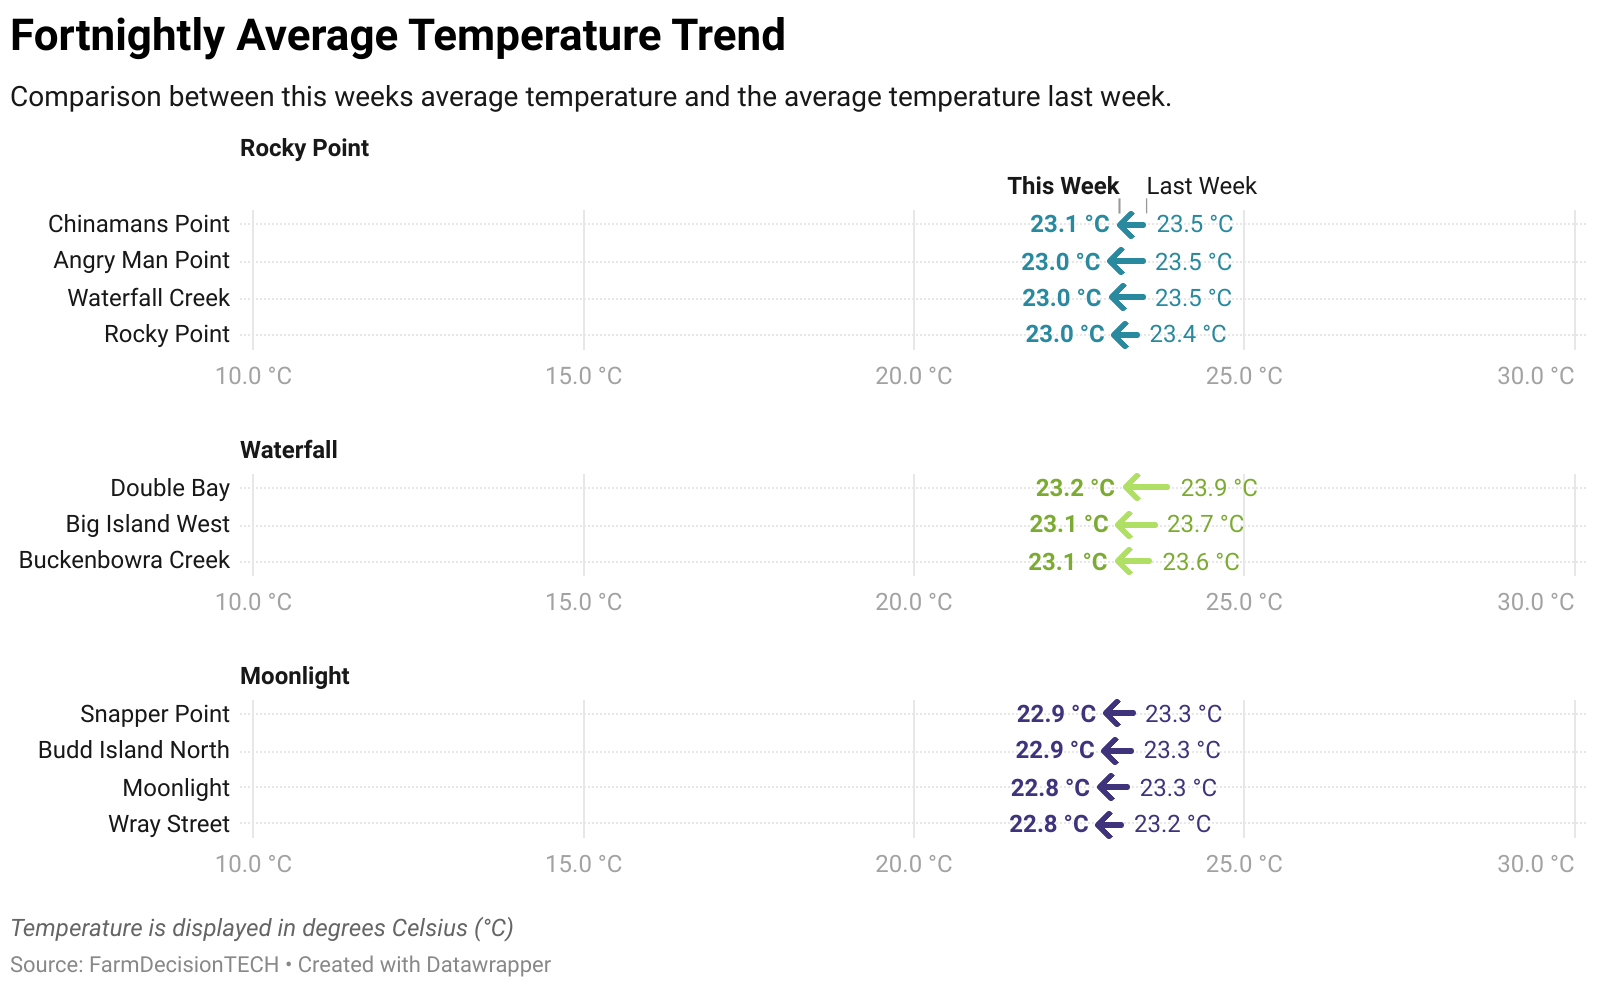 Fortnightly Average Temperature Trend
Comparison between this weeks average temperature and the average temperature last week.
Rocky Point
This Week Last Week
Chinamans Point 23.1 °C 23.5 °C
Angry Man Point 23.0 °C 23.5 °C
Waterfall Creek 23.0 °C 23.5 °C
Rocky Point 23.0 °C 23.4 °C
10.0 °C 15.0 °C 20.0 °C 25.0 °C 30.0 °C
Waterfall
Double Bay 23.2 °C 23.9 °C
Big Island West 23.1 °C 23.7 °C
Buckenbowra Creek 23.1 °C 23.6 °C
10.0 °C 15.0 °C 20.0 °C 25.0 °C 30.0 °C
Moonlight
Snapper Point 22.9 °C 23.3 °C
Budd Island North 22.9 °C 23.3 °C
Moonlight 22.8 °C 23.3 °C
Wray Street 22.8 °C 23.2 °C
10.0 °C 15.0 °C 20.0 °C 25.0 °C 30.0 °C
Temperature is displayed in degrees Celsius (°C)
Source: FarmDecisionTECH • Created with Datawrapper